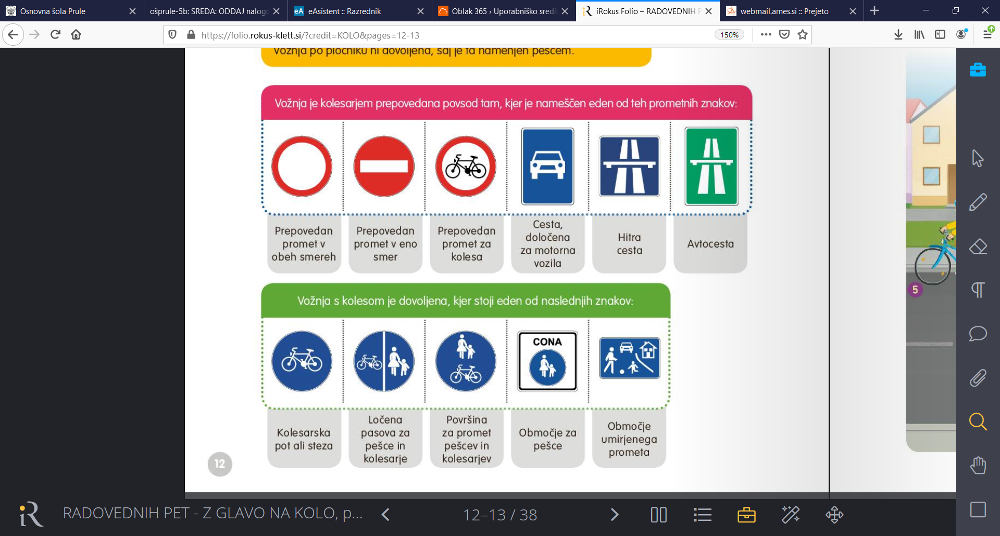 Osnovna šola Prule
ošprule-5b: SREDA: ODDAJ nalogo
eAsistent :: Razrednik
Oblak 365 › Uporabniško središ
iRokus Folio – RADOVEDNIH P
webmail.arnes.si :: Prejeto
https://folio.rokus-klett.si/?credit=KOLO&pages=12-13
150%
Vožnja po pločniku ni dovoljena, saj je ta namenjen pešcem.
Vožnja je kolesarjem prepovedana povsod tam, kjer je nameščen eden od teh prometnih znakov:
Prepovedan
promet v
obeh smereh
Prepovedan
promet v eno
smer
Prepovedan
promet za
kolesa
Cesta,
določena
za motorna
vozila
Hitra
cesta
Avtocesta
5
Vožnja s kolesom je dovoljena, kjer stoji eden od naslednjih znakov:
CONA
Kolesarska
pot ali steza
Ločena
pasova za
pešce in
kolesarje
Površina
za promet
pešcev in
kolesarjev
Območje za
pešce
Območje
umirjenega
prometa
12
iR
RADOVEDNIH PET - Z GLAVO NA KOLO, p...
12–13 / 38